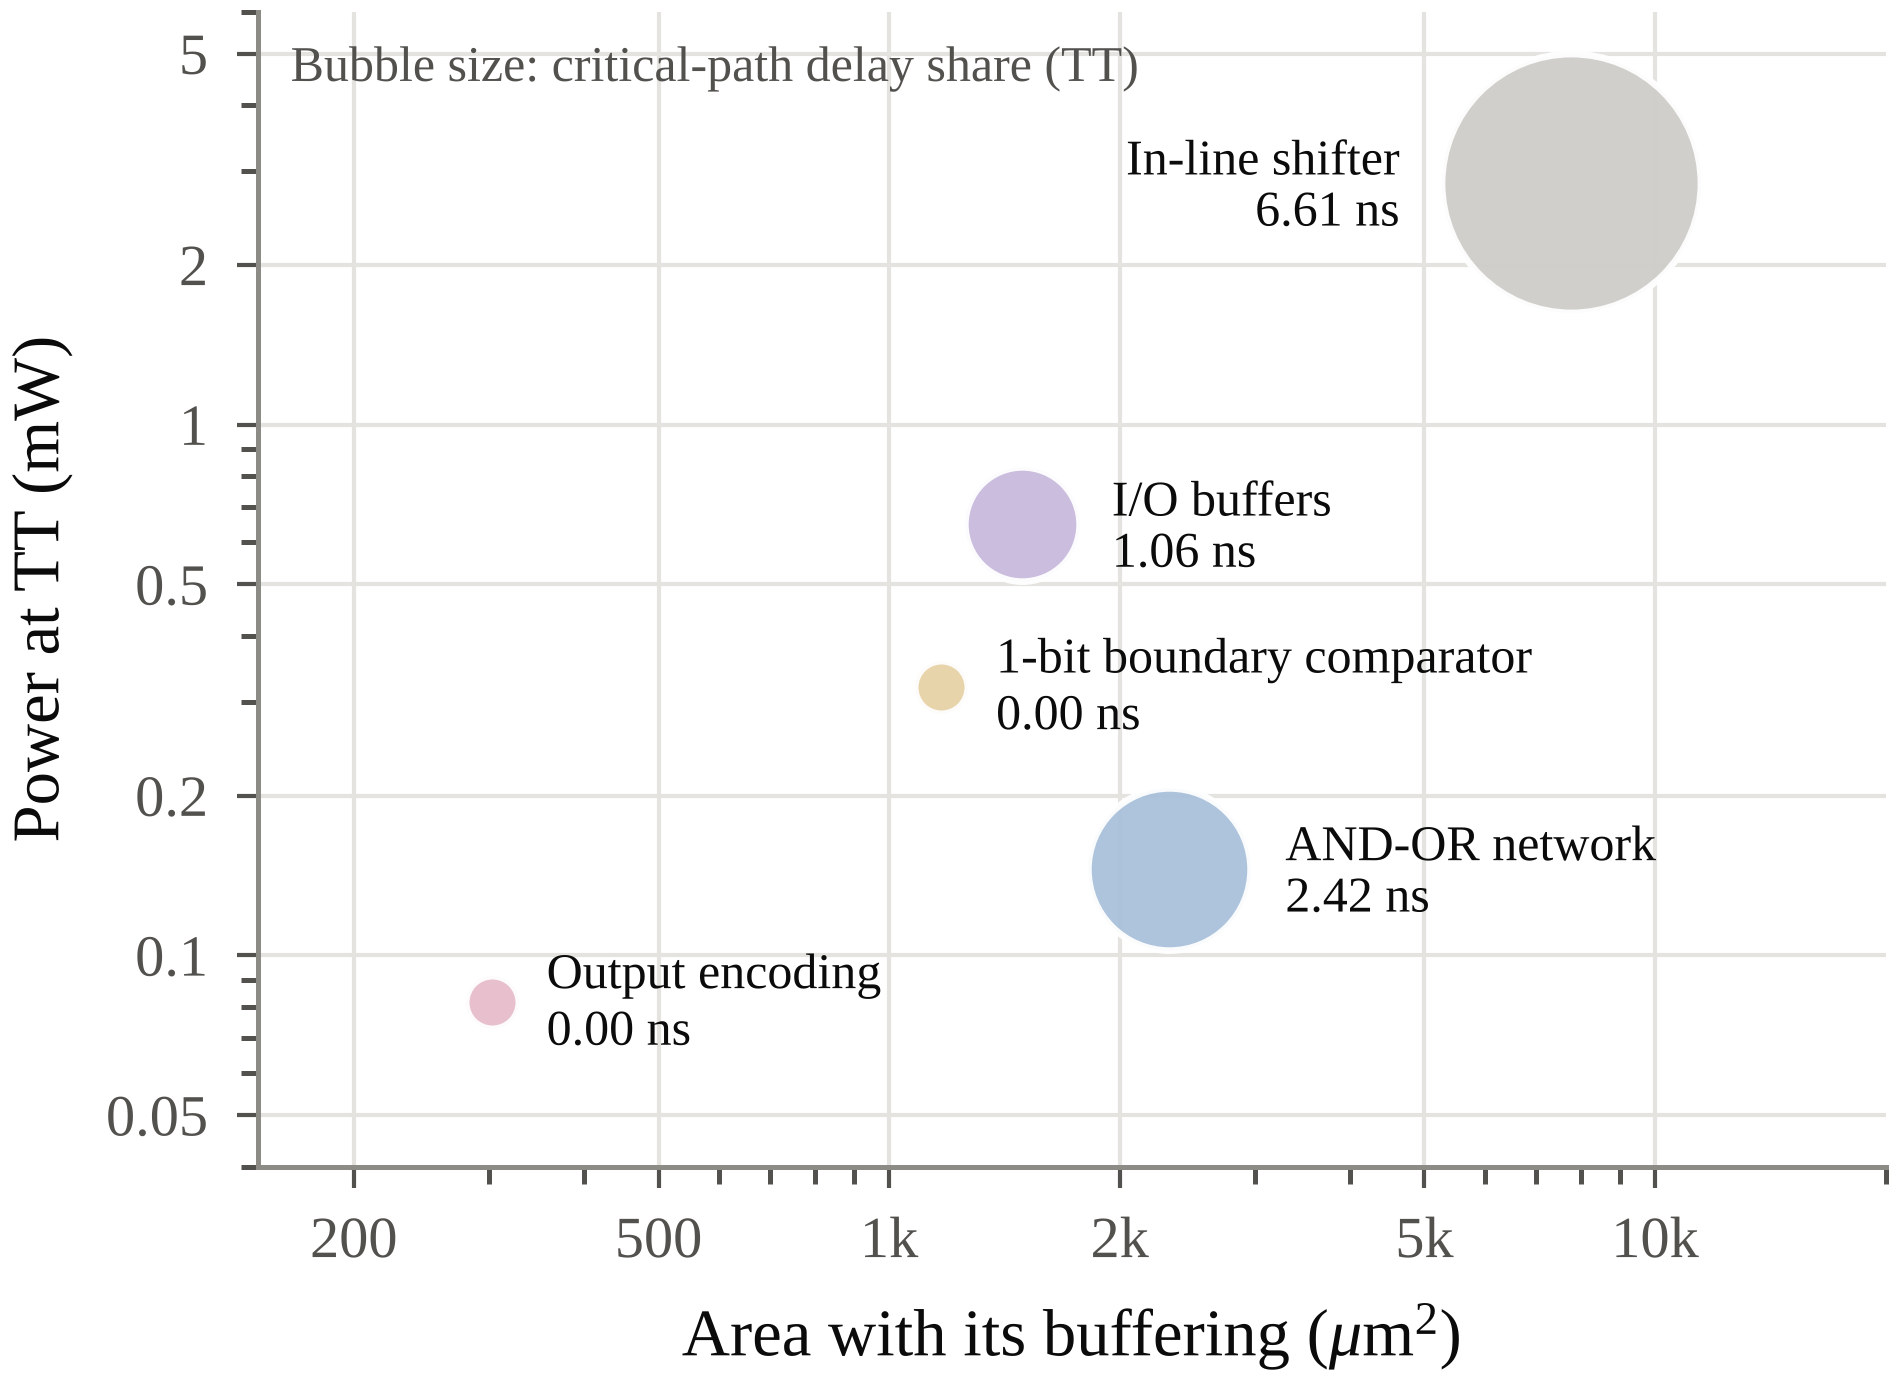 Bubble size: critical-path delay share (TT)
In-line shifter
6.61 ns
I/O buffers
1.06 ns
1-bit boundary comparator
0.00 ns
AND-OR network
2.42 ns
Output encoding
0.00 ns
Power at TT (mW)
5
2
1
0.5
0.2
0.1
0.05
200 500 1k 2k 5k 10k
Area with its buffering (μm²)